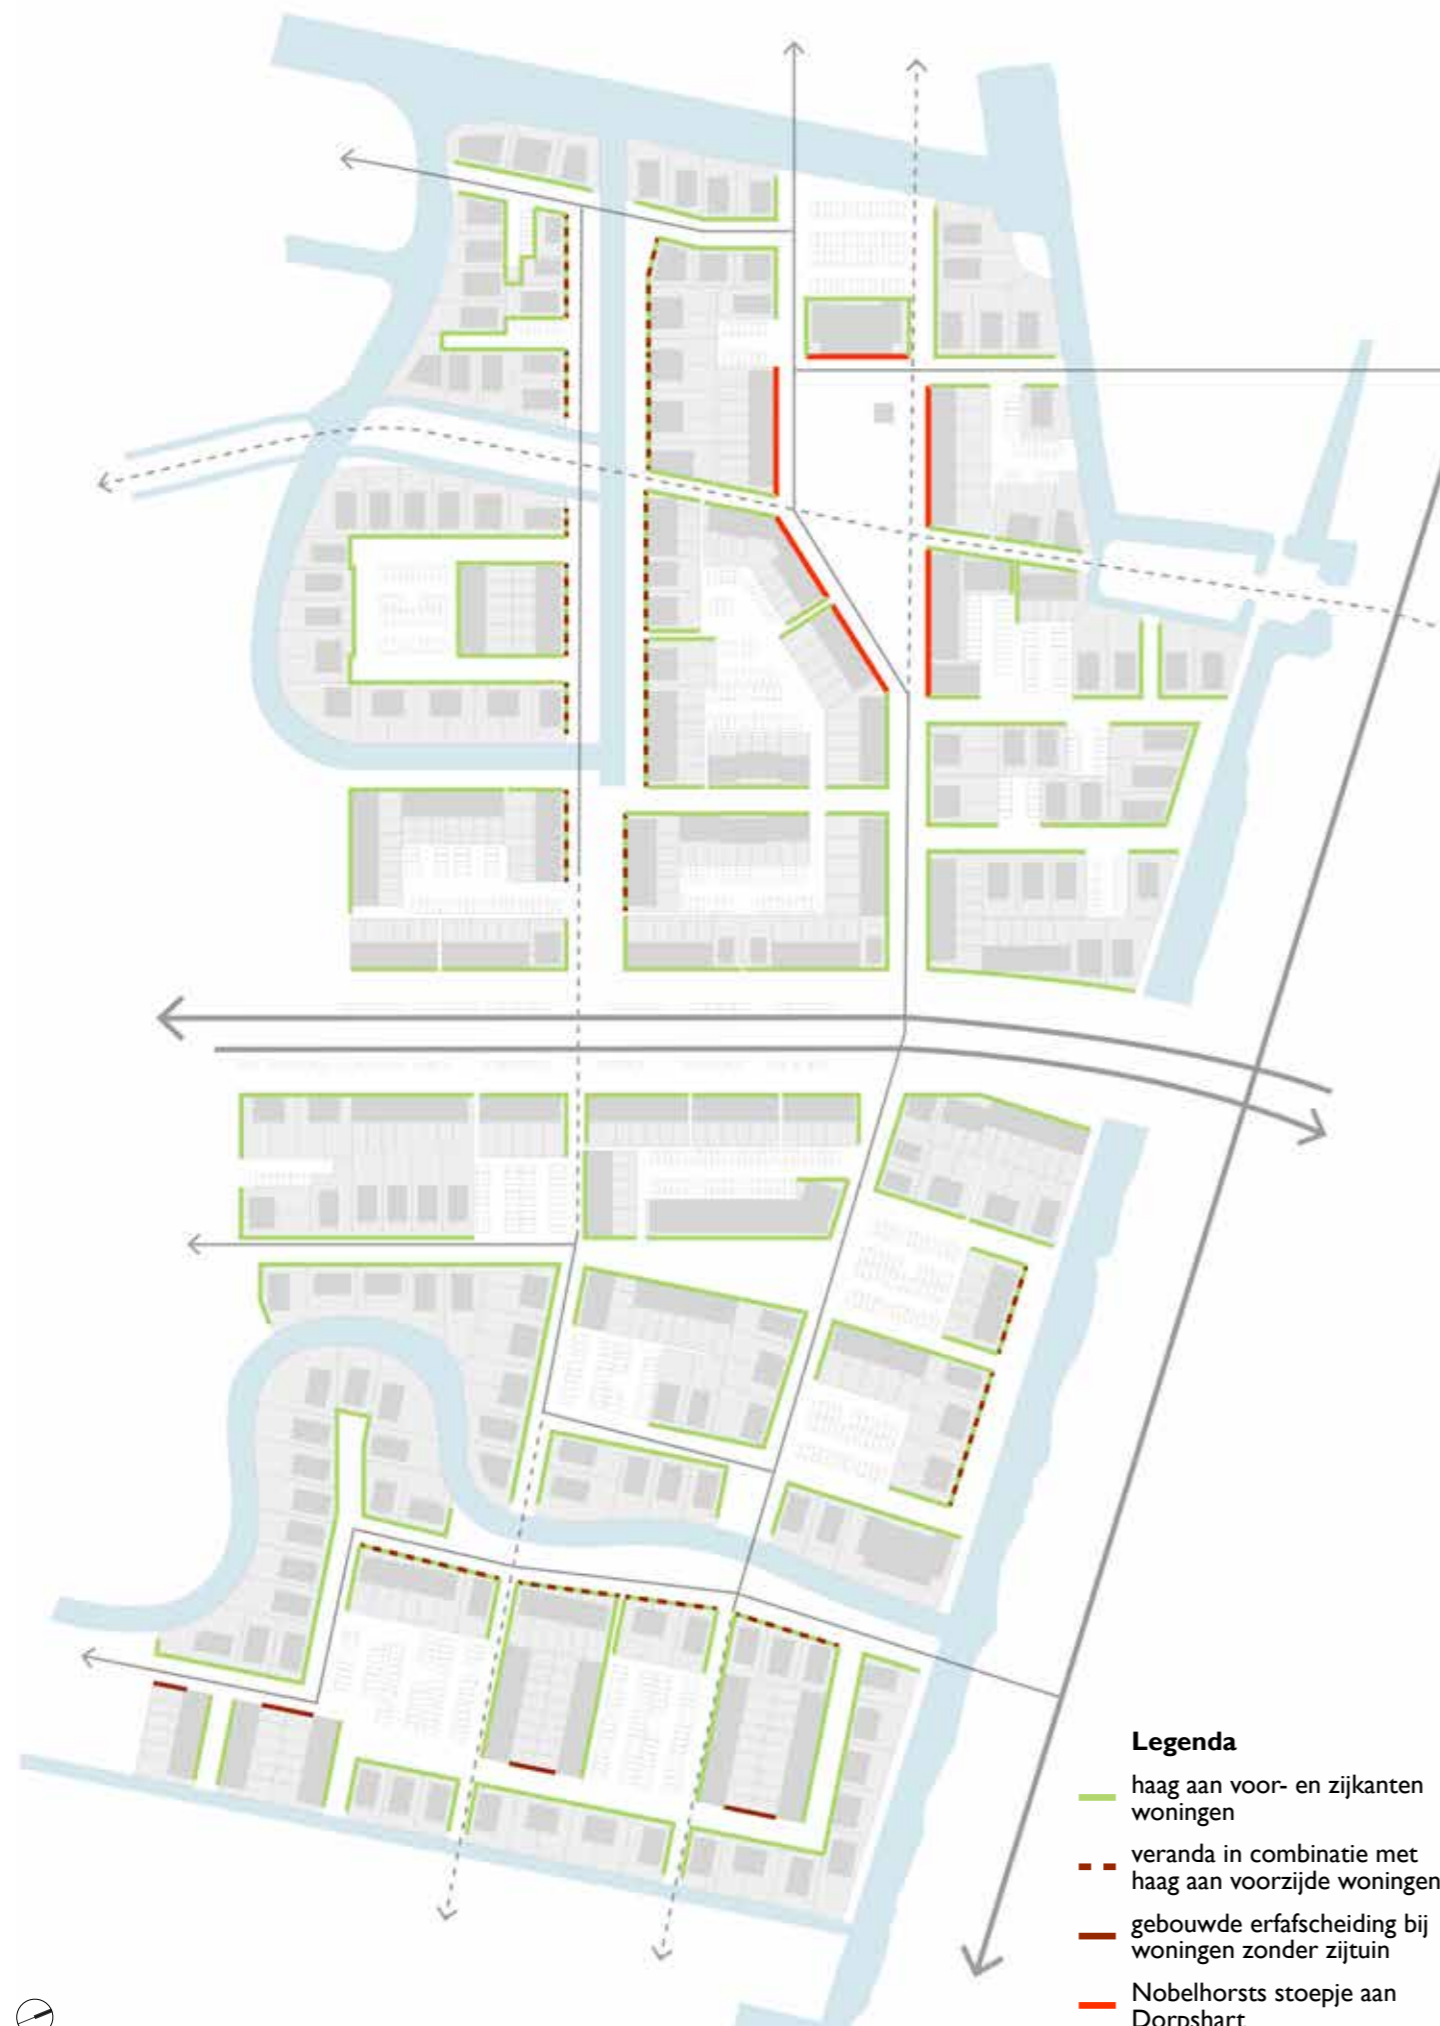 Legenda
haag aan voor- en zijkanten
woningen
veranda in combinatie met
haag aan voorzijde woningen
gebouwde erfafscheiding bij
woningen zonder zijtuin
Nobelhorsts stoepje aan
Dorpshart